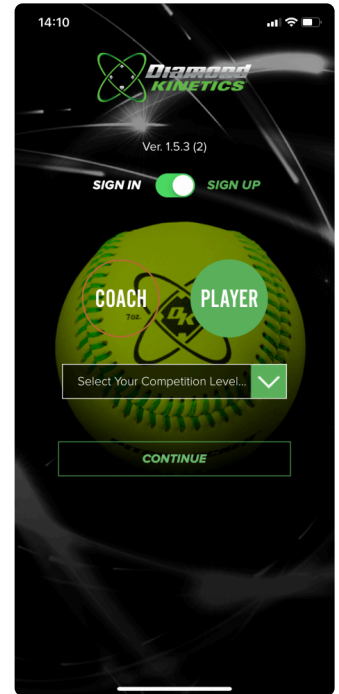 14:10
Diamond
KINETICS
Ver. 1.5.3 (2)
SIGN IN
SIGN UP
COACH
PLAYER
7oz.
DK
Select Your Competition Level...
CONTINUE